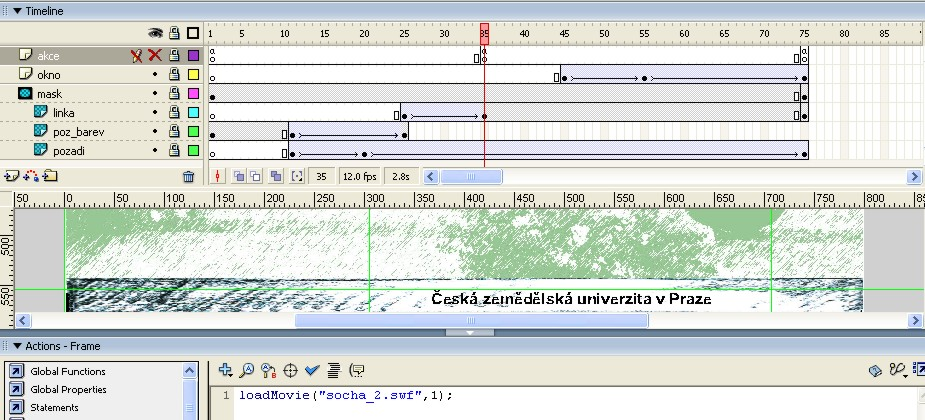 Timeline
1 5 10 15 20 25 30 35 40 45 50 55 60 65 70 75 80 85
akce
okno
mask
linka
poz_barev
pozadi
35 12.0 fps 2.8s
50 0 50 100 150 200 250 300 350 400 450 500 550 600 650 700 750 800
500
550
Česká zemědělská univerzita v Praze
Actions - Frame
Global Functions
Global Properties
Statements
1 loadMovie("socha_2.swf",1);